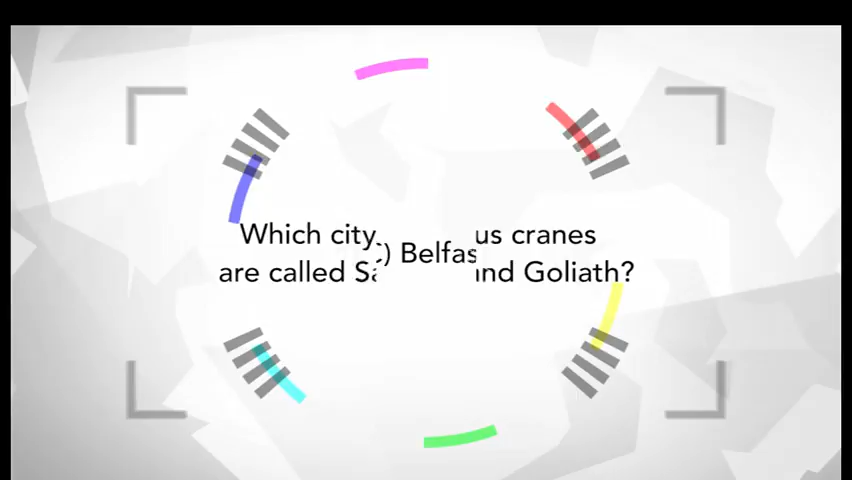 Which city us cranes
) Belfas
are called Sa nd Goliath?